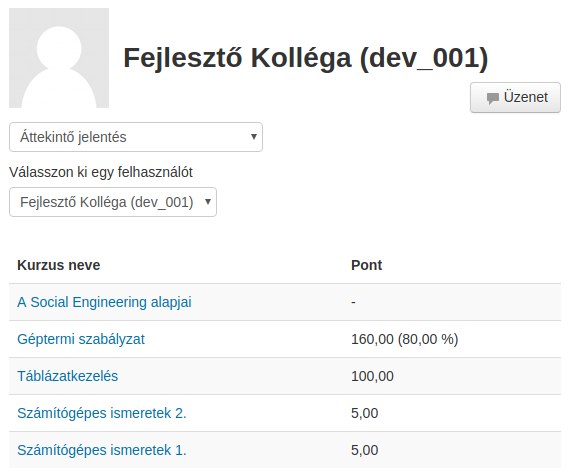 Fejlesztő Kolléga (dev_001)
Üzenet
Áttekintő jelentés
Válasszon ki egy felhasználót
Fejlesztő Kolléga (dev_001)
Kurzus neve Pont
A Social Engineering alapjai -
Géptermi szabályzat 160,00 (80,00 %)
Táblázatkezelés 100,00
Számítógépes ismeretek 2. 5,00
Számítógépes ismeretek 1. 5,00